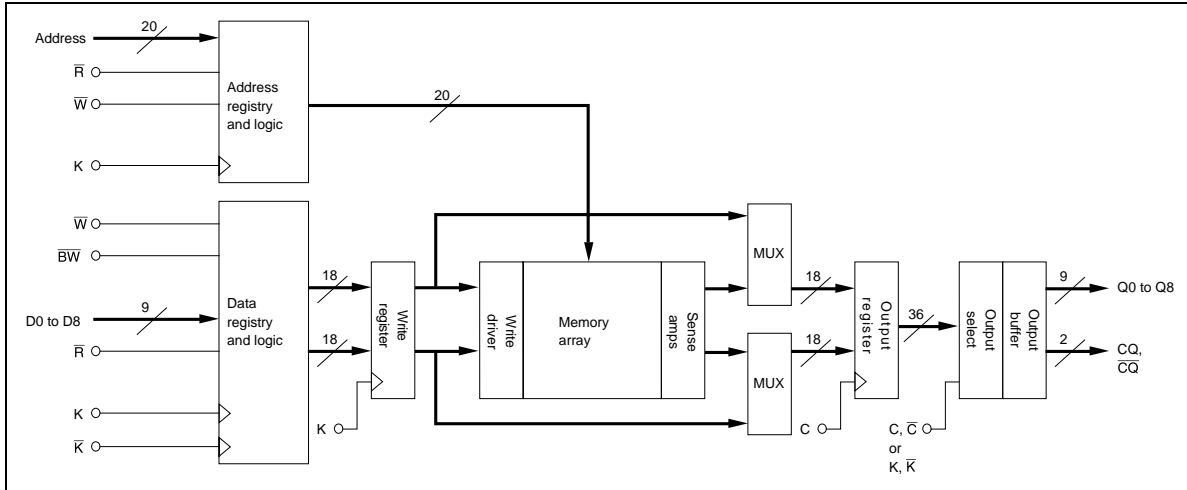 Address
20
R̅
W̅
K
Address
registry
and logic
20
W̅
B̅W̅
D0 to D8
9
R̅
K
K̅
Data
registry
and logic
18
18
Write
register
K
Write
driver
Memory
array
Sense
amps
MUX
MUX
18
18
Output
register
C
36
Output
select
Output
buffer
C, C̅
or
K, K̅
9
Q0 to Q8
2
CQ,
C̅Q̅